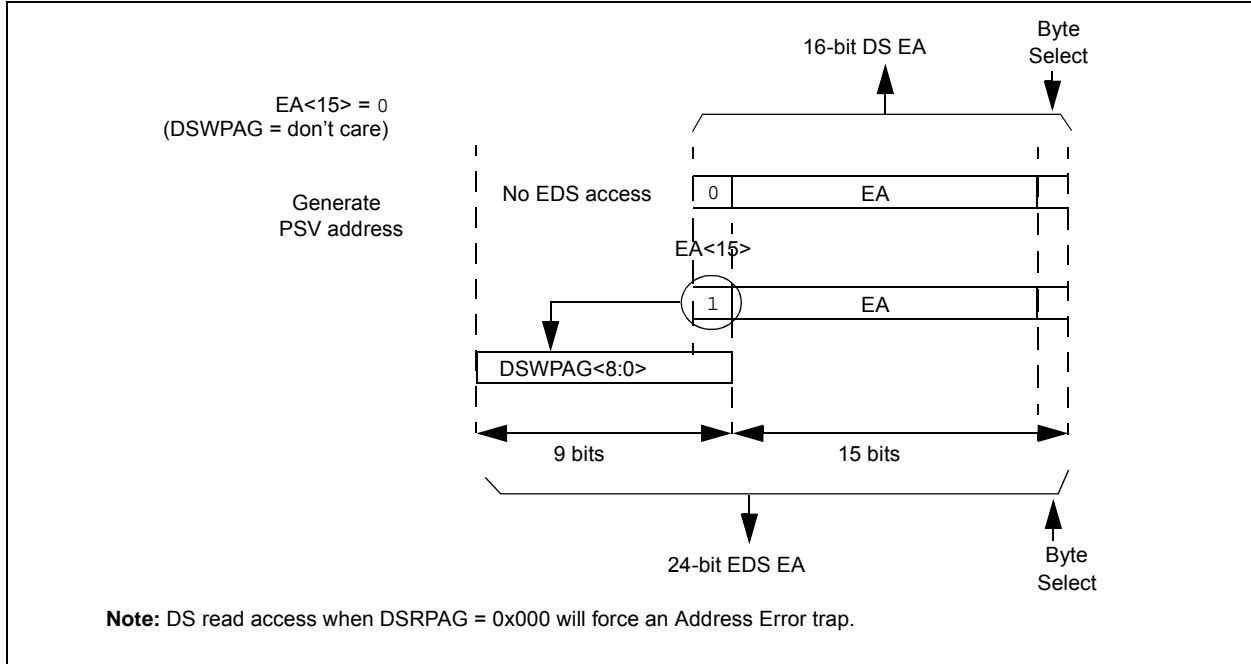 16-bit DS EA
Byte
Select
EA<15> = 0
(DSWPAG = don’t care)
Generate
PSV address
No EDS access
0
EA
EA<15>
1
EA
DSWPAG<8:0>
9 bits
15 bits
24-bit EDS EA
Byte
Select
Note: DS read access when DSRPAG = 0x000 will force an Address Error trap.